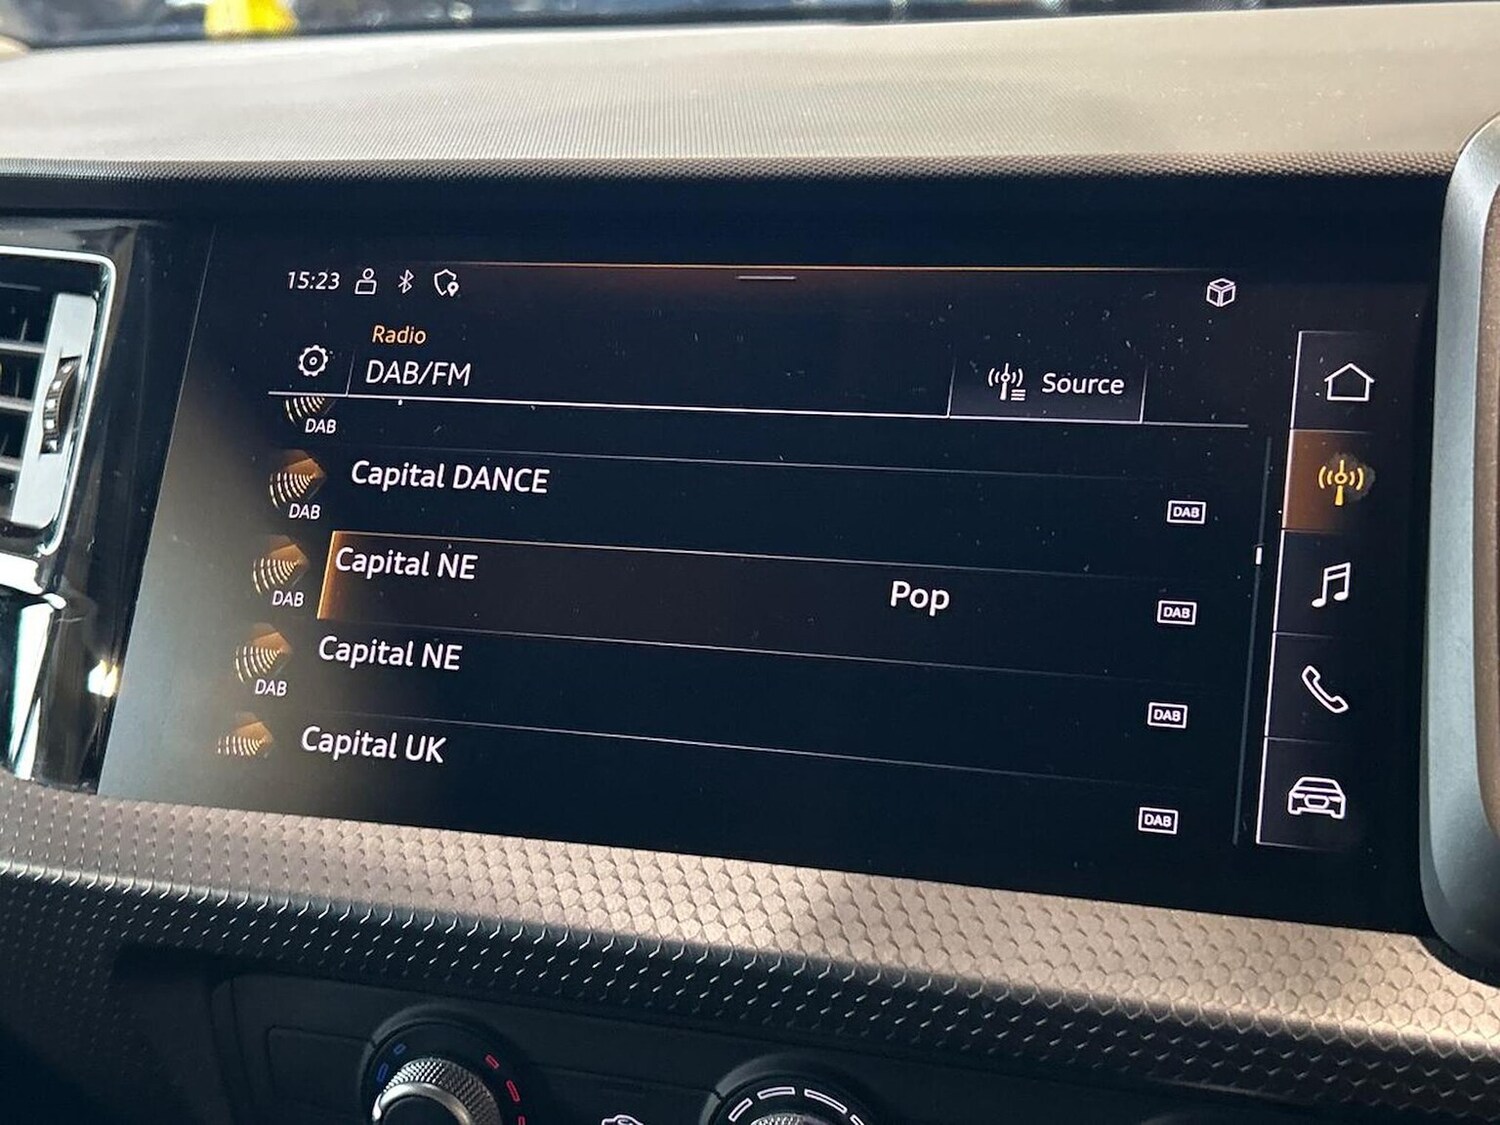 15:23
Radio
DAB/FM
Source
DAB
Capital DANCE
DAB
DAB
Capital NE
Pop
DAB
DAB
Capital NE
DAB
DAB
Capital UK
DAB